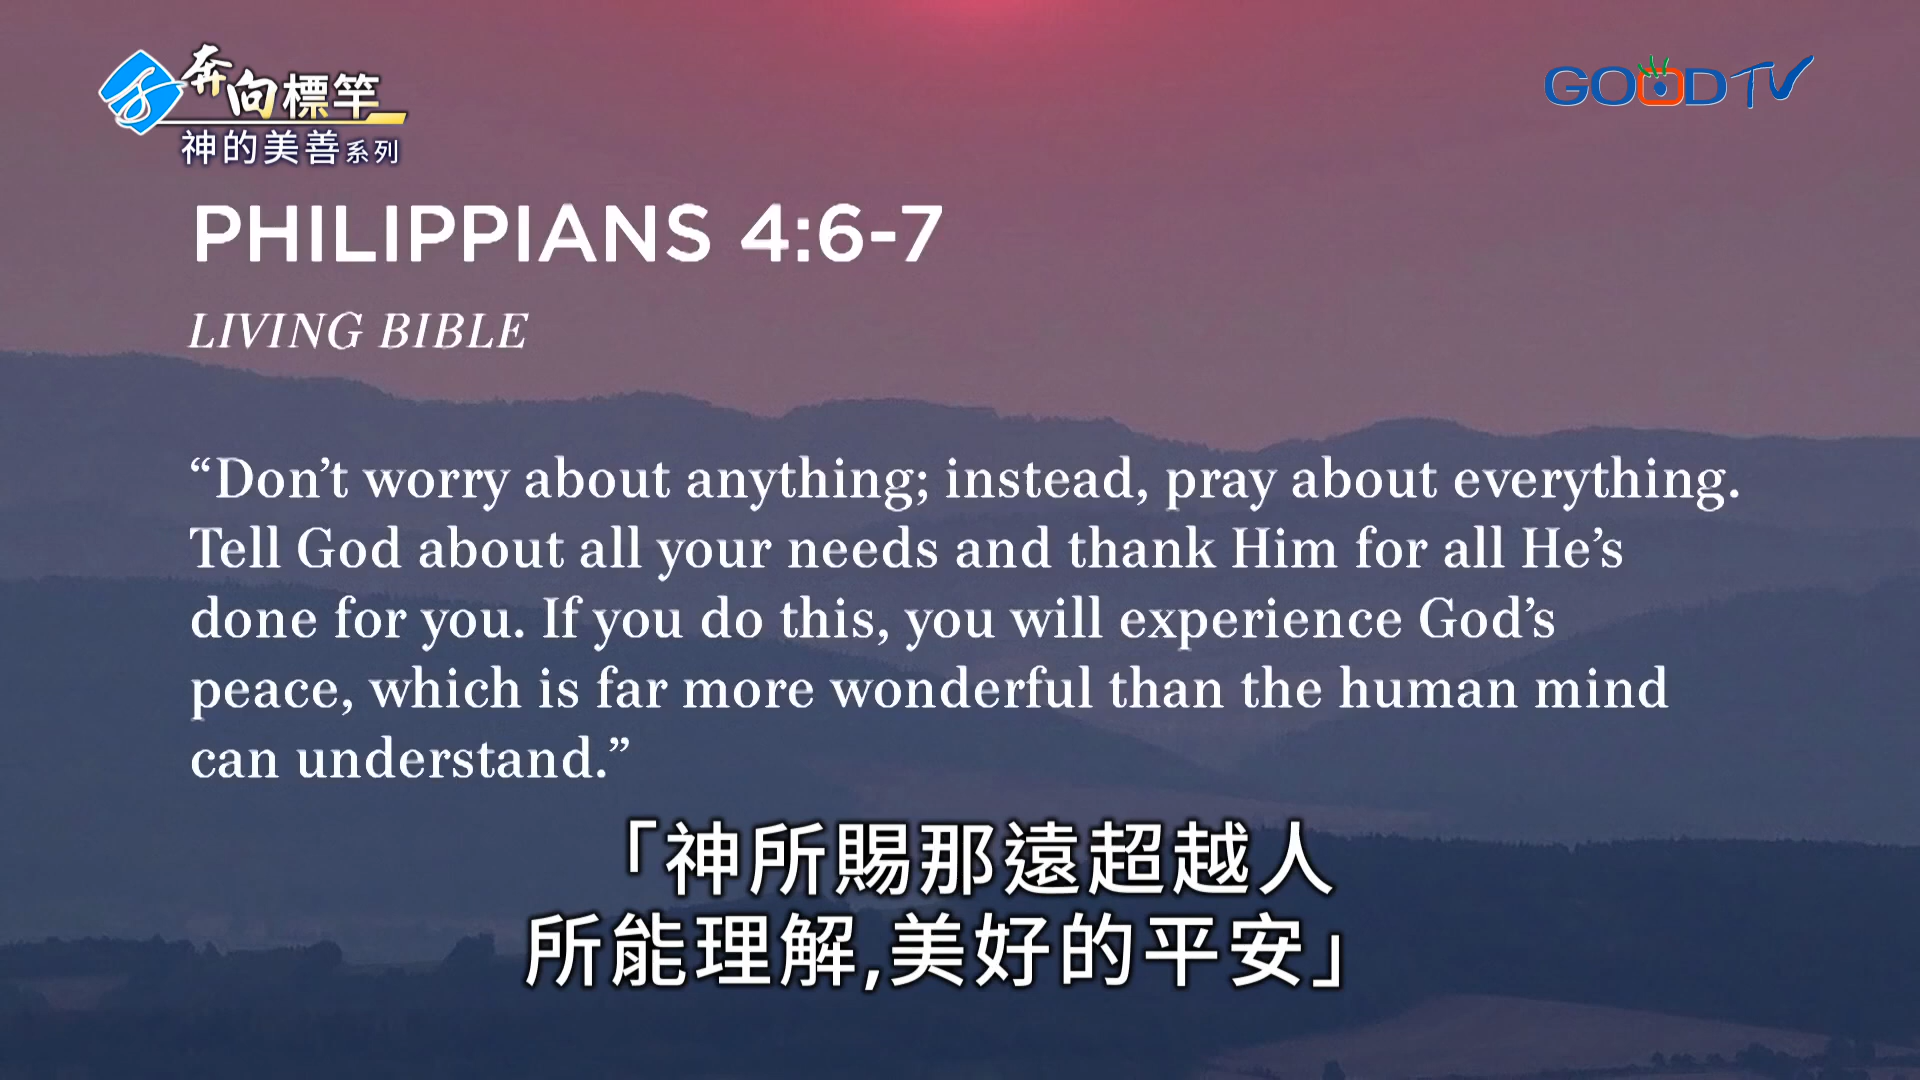 奔向標竿
神的美善系列
GOOD TV
PHILIPPIANS 4:6-7
LIVING BIBLE
“Don’t worry about anything; instead, pray about everything.
Tell God about all your needs and thank Him for all He’s
done for you. If you do this, you will experience God’s
peace, which is far more wonderful than the human mind
can understand.”
「神所賜那遠超越人
所能理解,美好的平安」